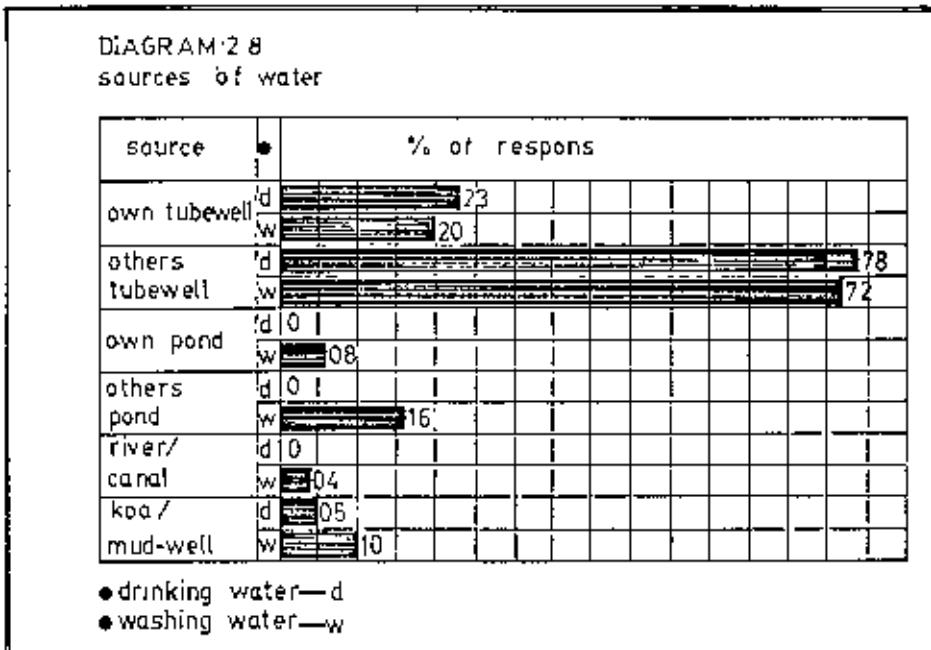 DIAGRAM·2 8
sources of water
source ● % of respons
own tubewell d 23
w 20
others d 78
tubewell w 72
own pond d 0
w 08
others d 0
pond w 16
river/ d 0
canal w 04
koa/ d 05
mud-well w 10
● drinking water—d
● washing water—w